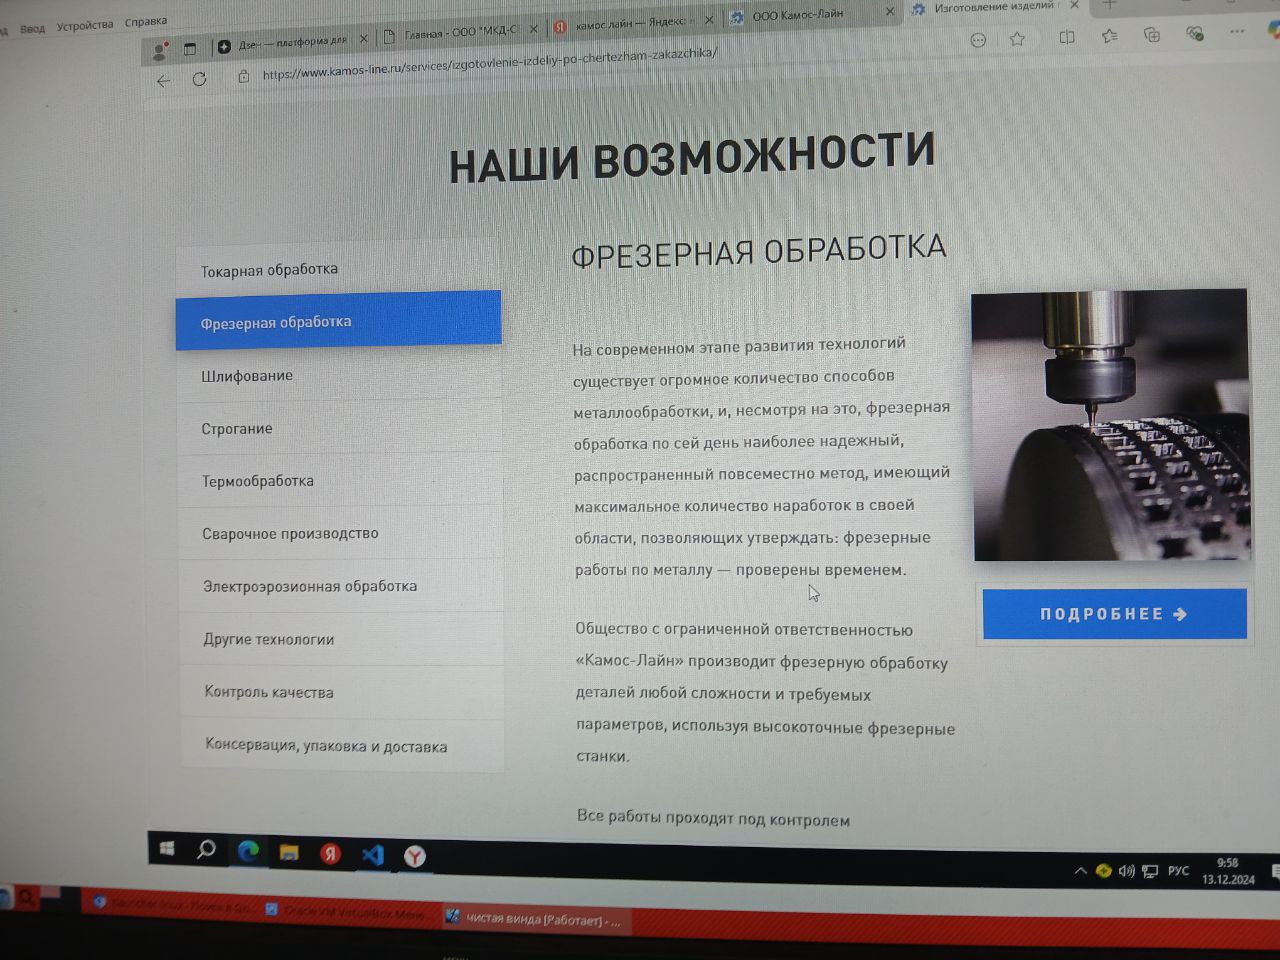 Ввод Устройства Справка
Дзен — платформа для
Главная - ООО "МКД-С
камос лайн — Яндекс:
ООО Камос-Лайн
Изготовление изделий
https://www.kamos-line.ru/services/izgotovlenie-izdeliy-po-chertezham-zakazchika/
НАШИ ВОЗМОЖНОСТИ
Токарная обработка
Фрезерная обработка
Шлифование
Строгание
Термообработка
Сварочное производство
Электроэрозионная обработка
Другие технологии
Контроль качества
Консервация, упаковка и доставка
ФРЕЗЕРНАЯ ОБРАБОТКА
На современном этапе развития технологий
существует огромное количество способов
металлообработки, и, несмотря на это, фрезерная
обработка по сей день наиболее надежный,
распространенный повсеместно метод, имеющий
максимальное количество наработок в своей
области, позволяющих утверждать: фрезерные
работы по металлу — проверены временем.
Общество с ограниченной ответственностью
«Камос-Лайн» производит фрезерную обработку
деталей любой сложности и требуемых
параметров, используя высокоточные фрезерные
станки.
Все работы проходят под контролем
ПОДРОБНЕЕ →
РУС
9:58
13.12.2024
Oracle VM VirtualBox Мене...
чистая винда [Работает] - ...